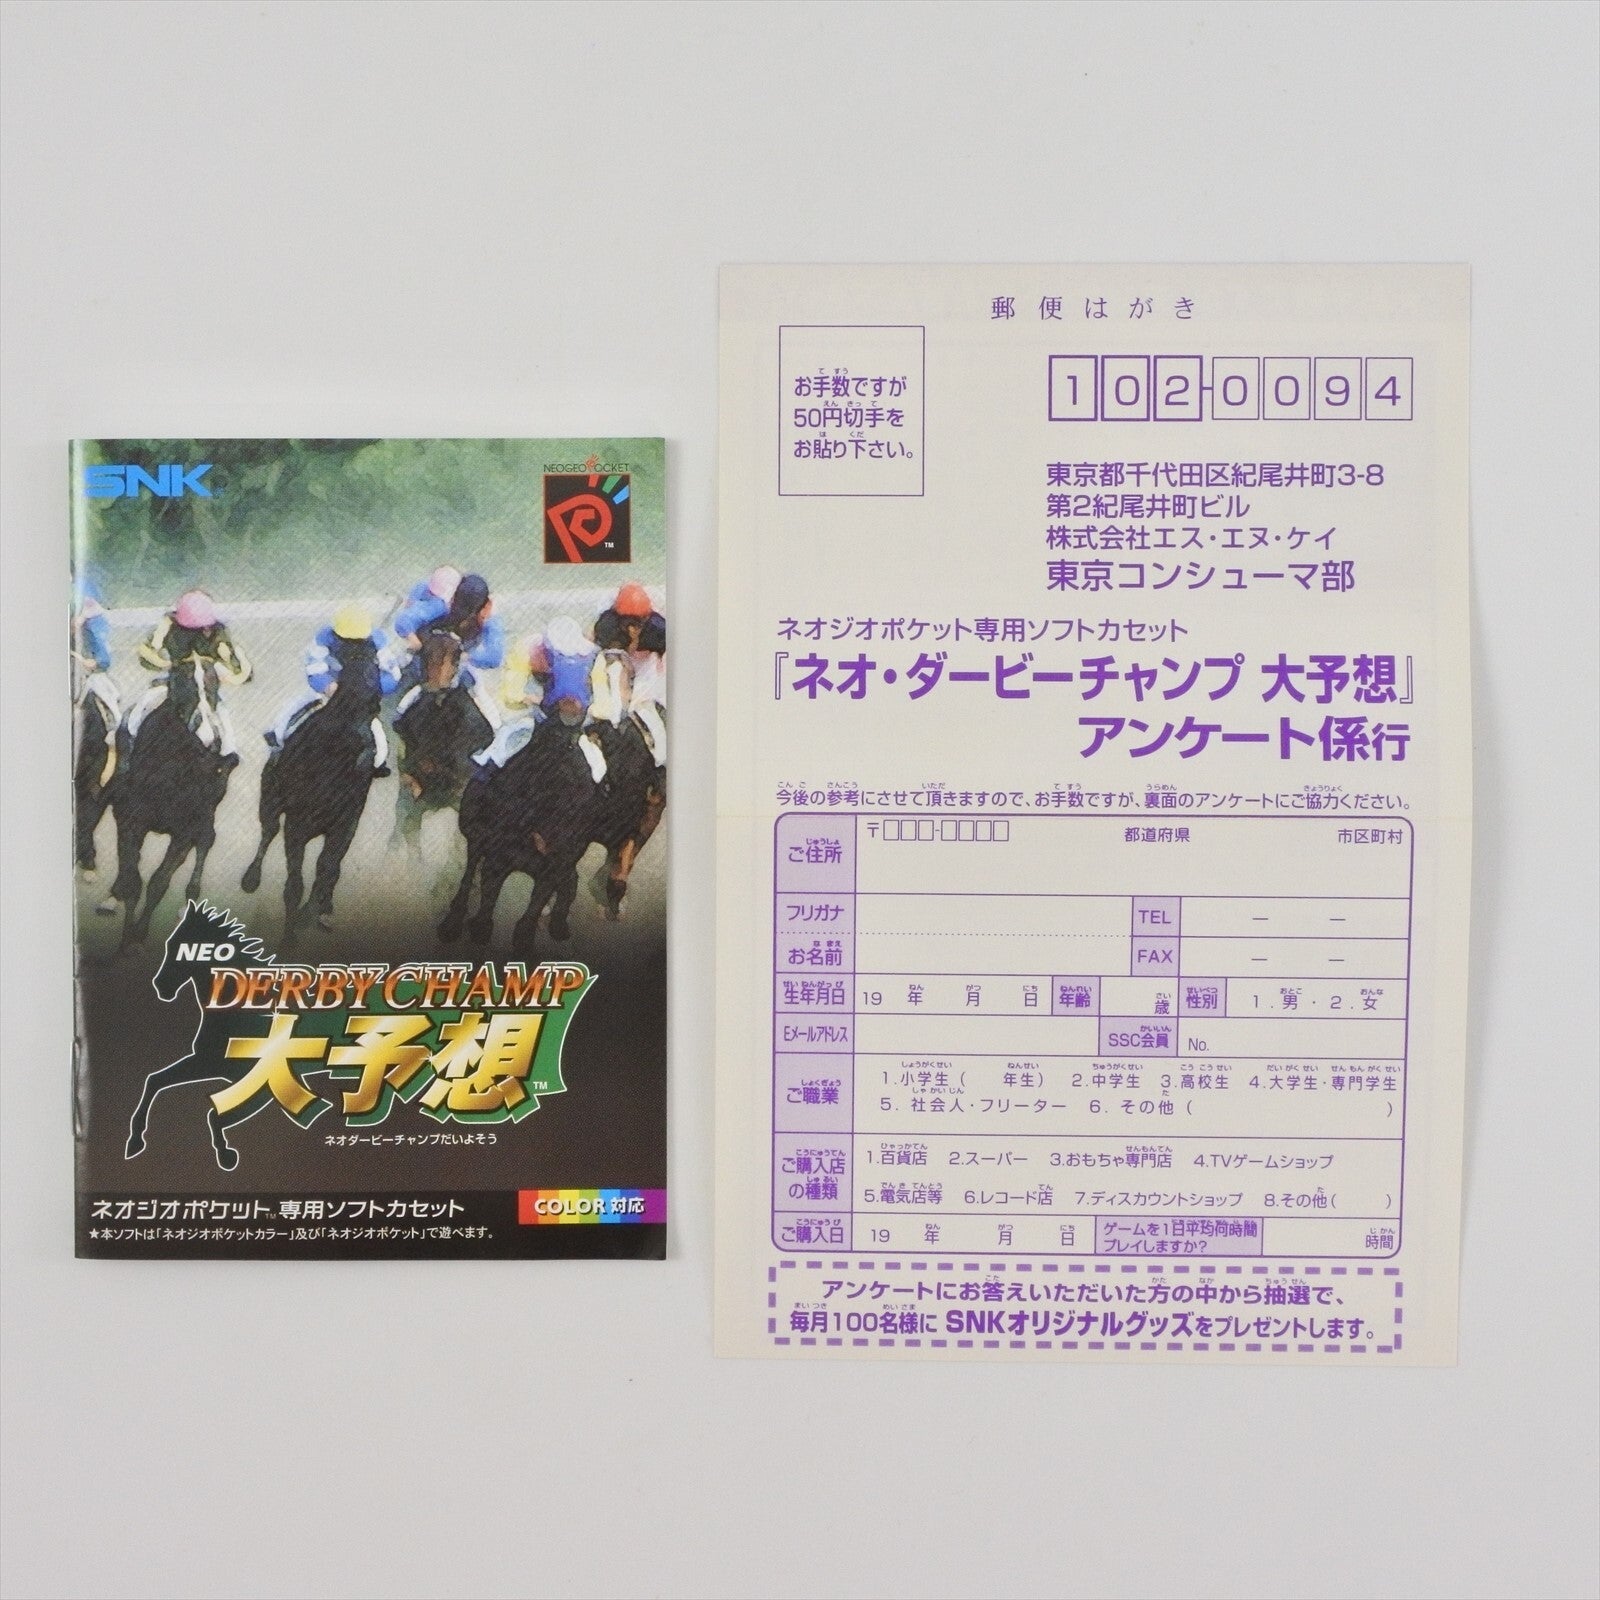 SNK
NEOGEO POCKET
TM
NEO
DERBY CHAMP
大予想
TM
ネオダービーチャンプだいよそう
ネオジオポケット™専用ソフトカセット
COLOR 対応
★本ソフトは「ネオジオポケットカラー」及び「ネオジオポケット」で遊べます。
郵便はがき
お手数ですが
50円切手を
お貼り下さい。
102-0094
東京都千代田区紀尾井町3-8
第2紀尾井町ビル
株式会社エス・エヌ・ケイ
東京コンシューマ部
ネオジオポケット専用ソフトカセット
『ネオ・ダービーチャンプ 大予想』
アンケート係行
今後の参考にさせて頂きますので、お手数ですが、裏面のアンケートにご協力ください。
ご住所 〒□□□-□□□□ 都道府県 市区町村
フリガナ TEL — —
お名前 FAX — —
生年月日 19 年 月 日 年齢 歳 性別 1.男・2.女
Eメールアドレス SSC会員 No.
ご職業 1.小学生( 年生) 2.中学生 3.高校生 4.大学生・専門学生
5.社会人・フリーター 6.その他( )
ご購入店の種類 1.百貨店 2.スーパー 3.おもちゃ専門店 4.TVゲームショップ
5.電気店等 6.レコード店 7.ディスカウントショップ 8.その他( )
ご購入日 19 年 月 日 ゲームを1日平均何時間プレイしますか? 時間
アンケートにお答えいただいた方の中から抽選で、
毎月100名様に SNKオリジナルグッズをプレゼントします。